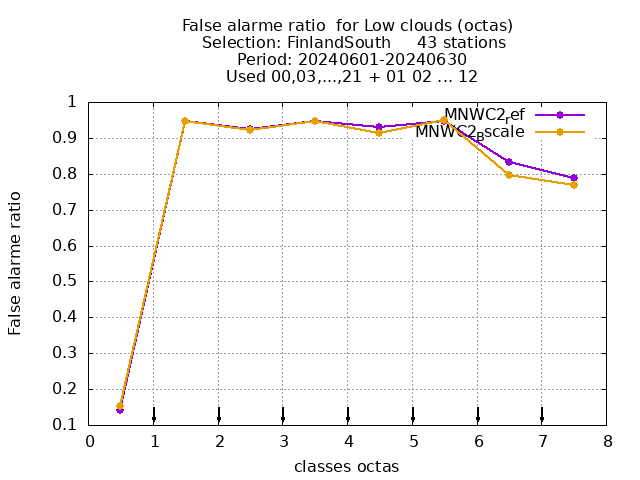 False alarme ratio for Low clouds (octas)
Selection: FinlandSouth 43 stations
Period: 20240601-20240630
Used 00,03,...,21 + 01 02 ... 12
MNWC2ref
MNWC2Bscale
1
0.9
0.8
0.7
0.6
0.5
0.4
0.3
0.2
0.1
False alarme ratio
0 1 2 3 4 5 6 7 8
classes octas